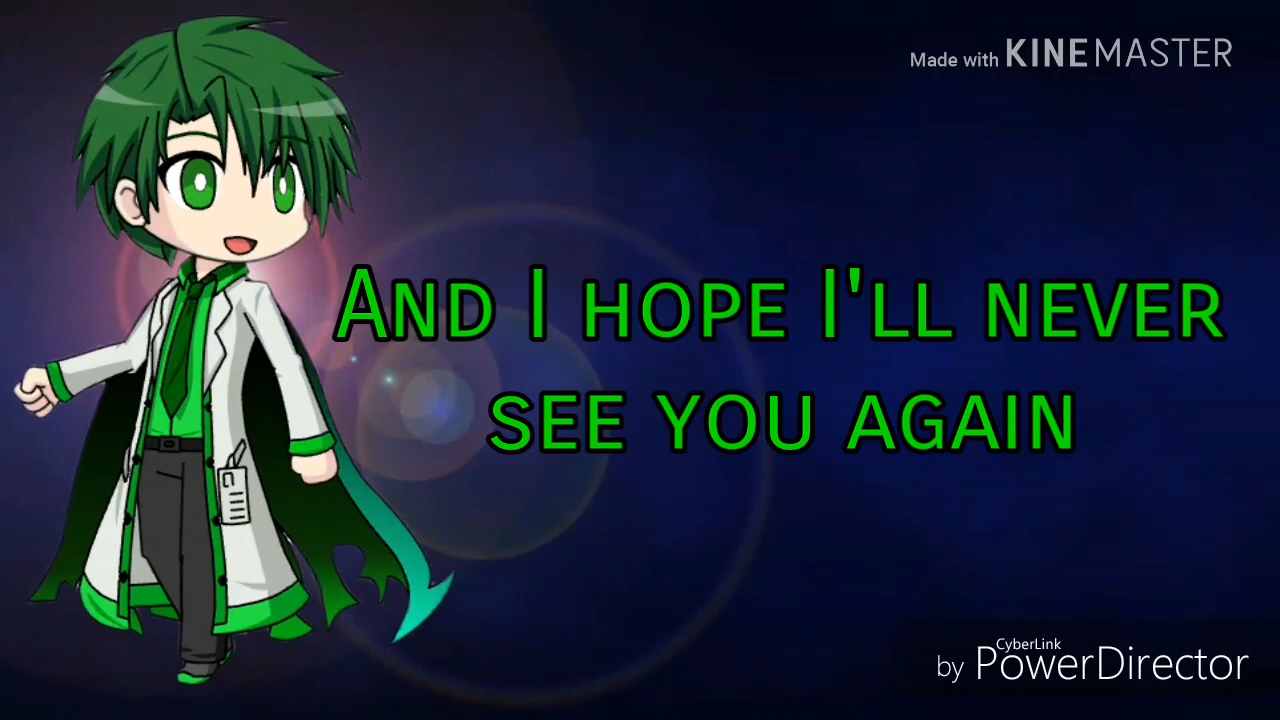 Made with KINEMASTER
And I hope I'll never
see you again
CyberLink
by PowerDirector